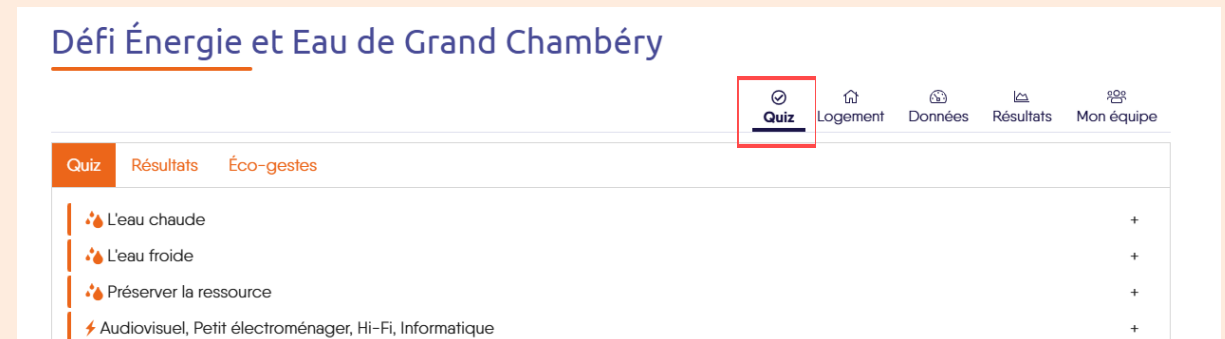 Défi Énergie et Eau de Grand Chambéry
Quiz Logement Données Résultats Mon équipe
Quiz Résultats Éco-gestes
L'eau chaude +
L'eau froide +
Préserver la ressource +
Audiovisuel, Petit électroménager, Hi-Fi, Informatique +